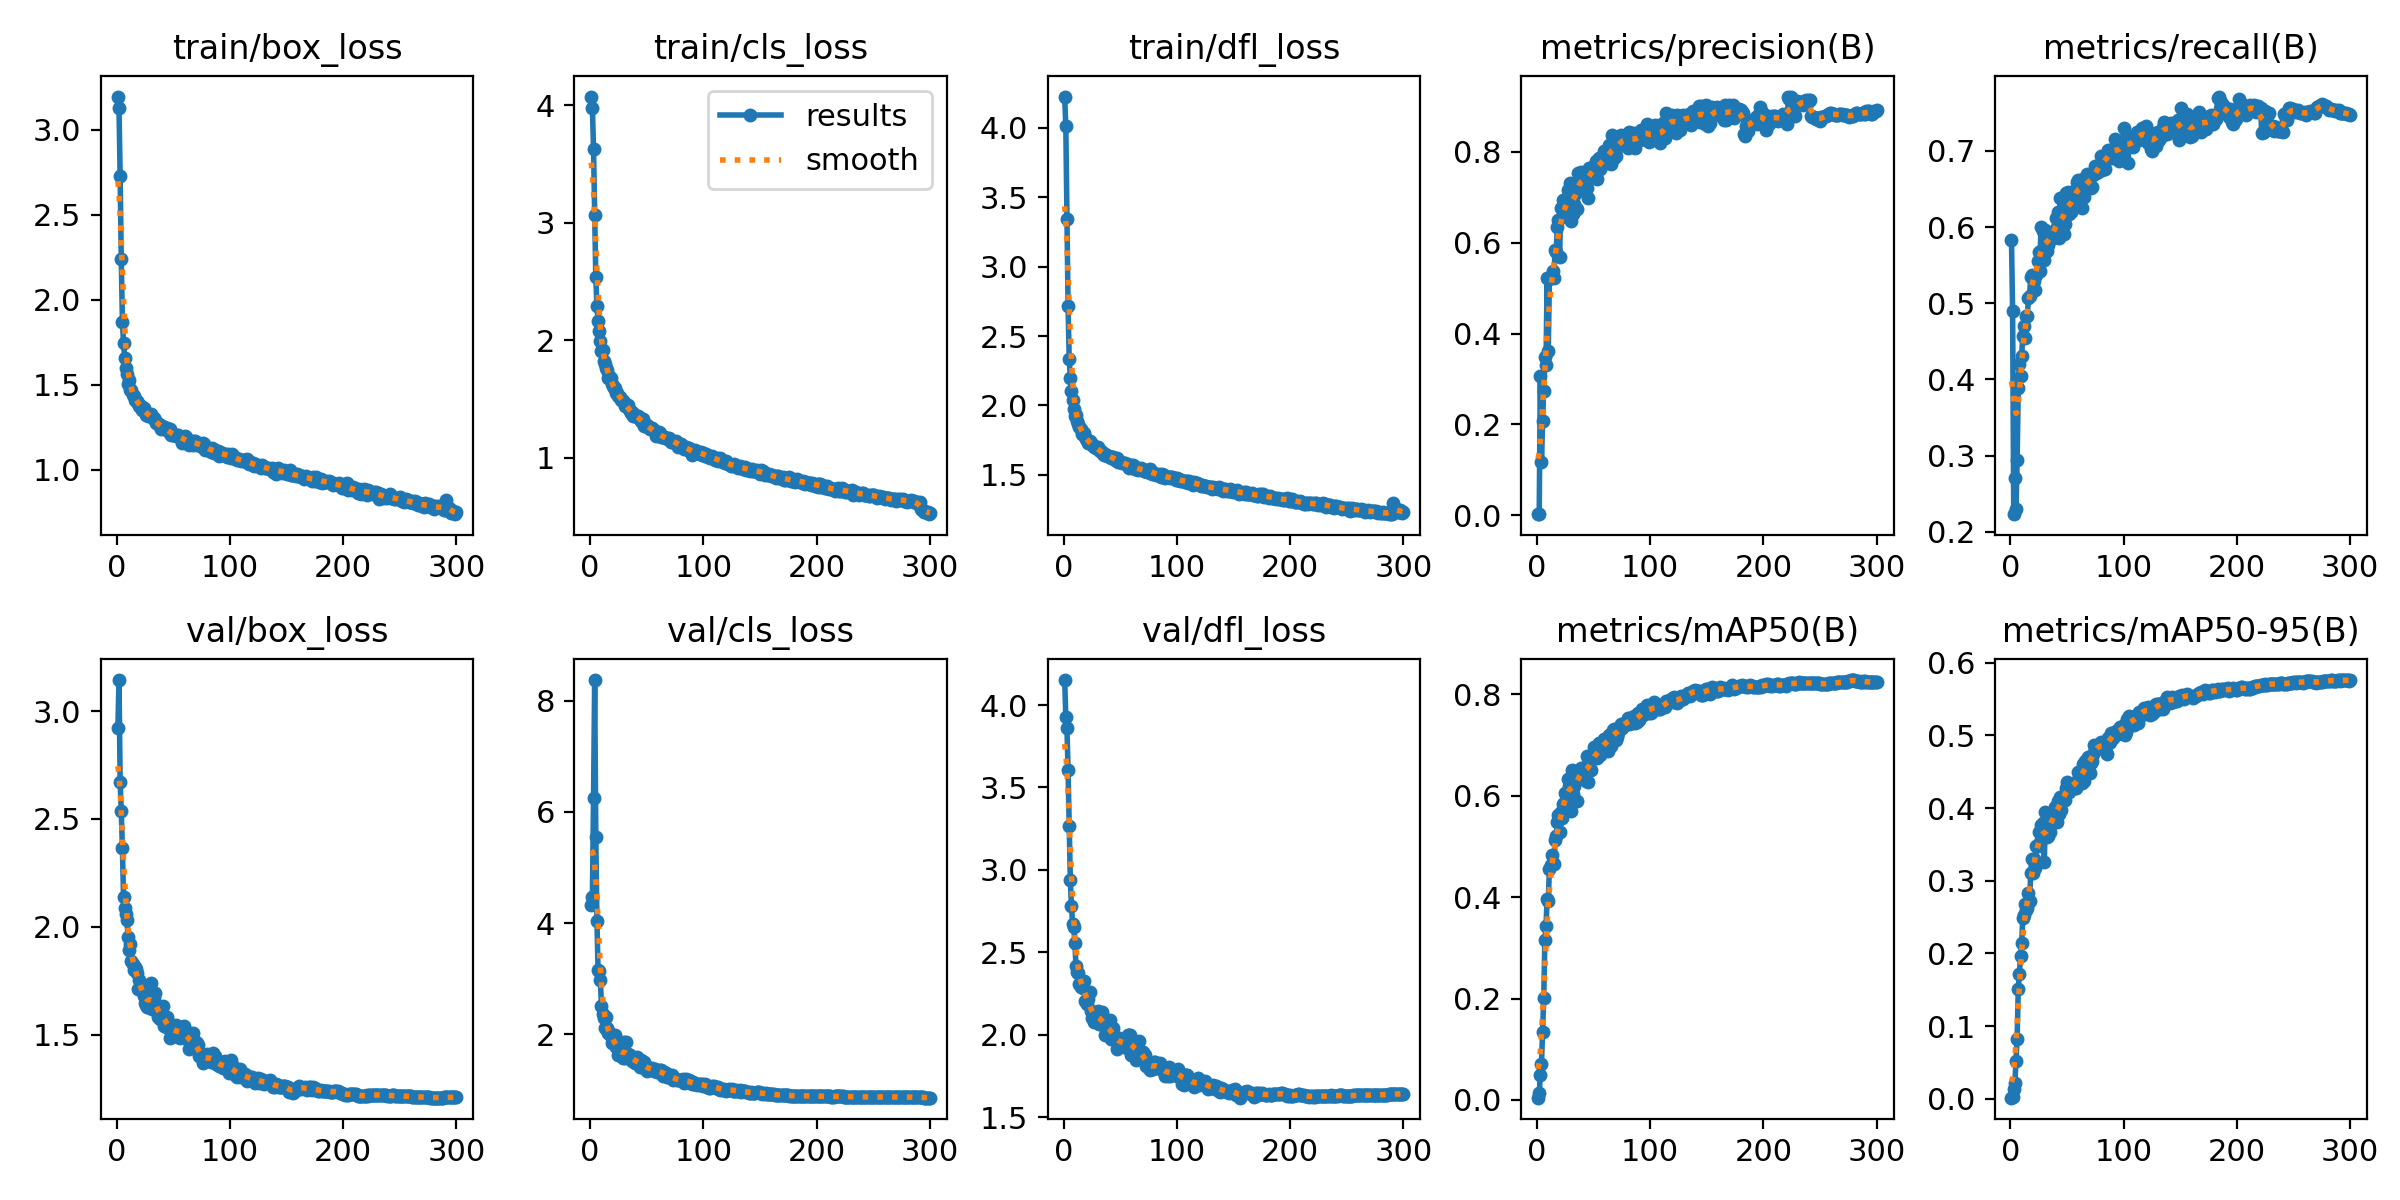 train/box_loss
3.0
2.5
2.0
1.5
1.0
0 100 200 300
train/cls_loss
results
smooth
4
3
2
1
0 100 200 300
train/dfl_loss
4.0
3.5
3.0
2.5
2.0
1.5
0 100 200 300
metrics/precision(B)
0.8
0.6
0.4
0.2
0.0
0 100 200 300
metrics/recall(B)
0.7
0.6
0.5
0.4
0.3
0.2
0 100 200 300
val/box_loss
3.0
2.5
2.0
1.5
0 100 200 300
val/cls_loss
8
6
4
2
0 100 200 300
val/dfl_loss
4.0
3.5
3.0
2.5
2.0
1.5
0 100 200 300
metrics/mAP50(B)
0.8
0.6
0.4
0.2
0.0
0 100 200 300
metrics/mAP50-95(B)
0.6
0.5
0.4
0.3
0.2
0.1
0.0
0 100 200 300